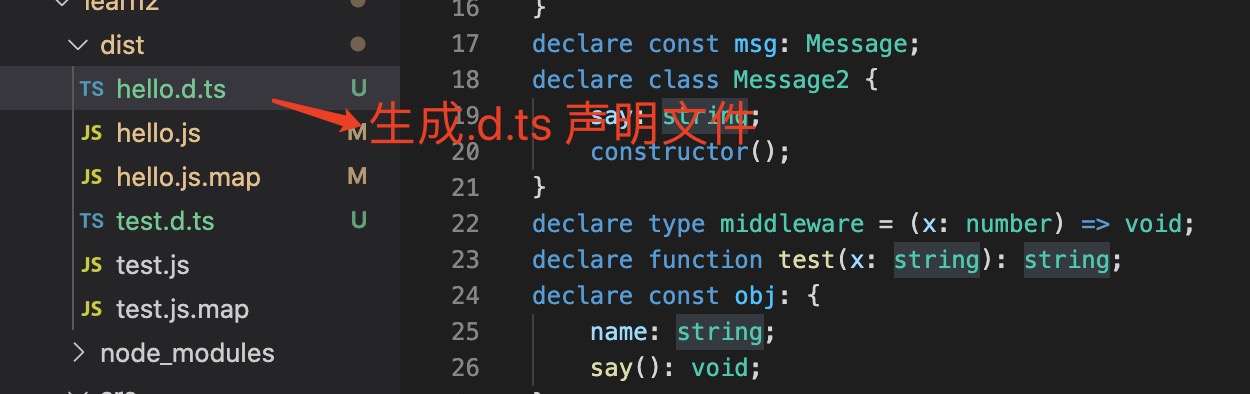 learn2
dist
TS hello.d.ts U
JS hello.js M
JS hello.js.map M
TS test.d.ts U
JS test.js
JS test.js.map
node_modules
src
生成.d.ts 声明文件
16 }
17 declare const msg: Message;
18 declare class Message2 {
19 say: string;
20 constructor();
21 }
22 declare type middleware = (x: number) => void;
23 declare function test(x: string): string;
24 declare const obj: {
25 name: string;
26 say(): void;